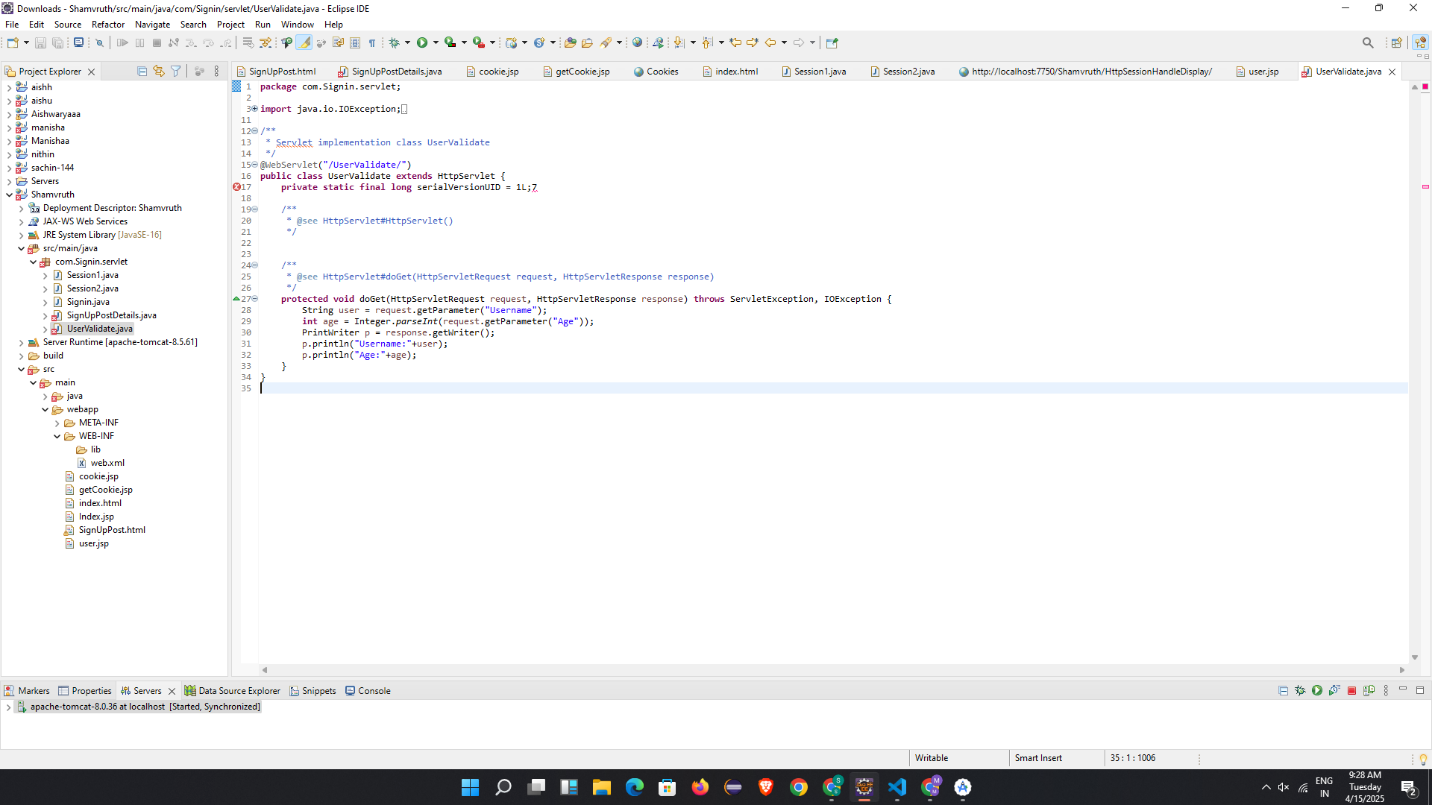 Downloads - Shamvruth/src/main/java/com/Signin/servlet/UserValidate.java - Eclipse IDE
File Edit Source Refactor Navigate Search Project Run Window Help
Project Explorer
SignUpPost.html SignUpPostDetails.java cookie.jsp getCookie.jsp Cookies index.html Session1.java Session2.java http://localhost:7750/Shamvruth/HttpSessionHandleDisplay/ user.jsp UserValidate.java
aishh
aishu
Aishwaryaaa
manisha
Manishaa
nithin
sachin-144
Servers
Shamvruth
Deployment Descriptor: Shamvruth
JAX-WS Web Services
JRE System Library [JavaSE-16]
src/main/java
com.Signin.servlet
Session1.java
Session2.java
Signin.java
SignUpPostDetails.java
UserValidate.java
Server Runtime [apache-tomcat-8.5.61]
build
src
main
java
webapp
META-INF
WEB-INF
lib
web.xml
cookie.jsp
getCookie.jsp
index.html
Index.jsp
SignUpPost.html
user.jsp
1 package com.Signin.servlet;
2
3 import java.io.IOException;
11
12 /**
13 * Servlet implementation class UserValidate
14 */
15 @WebServlet("/UserValidate/")
16 public class UserValidate extends HttpServlet {
17 private static final long serialVersionUID = 1L;7
18
19 /**
20 * @see HttpServlet#HttpServlet()
21 */
22
23
24 /**
25 * @see HttpServlet#doGet(HttpServletRequest request, HttpServletResponse response)
26 */
27 protected void doGet(HttpServletRequest request, HttpServletResponse response) throws ServletException, IOException {
28 String user = request.getParameter("Username");
29 int age = Integer.parseInt(request.getParameter("Age"));
30 PrintWriter p = response.getWriter();
31 p.println("Username:"+user);
32 p.println("Age:"+age);
33 }
34 }
35
Markers Properties Servers Data Source Explorer Snippets Console
apache-tomcat-8.0.36 at localhost [Started, Synchronized]
Writable Smart Insert 35 : 1 : 1006
ENG
IN
9:28 AM
Tuesday
4/15/2025
2